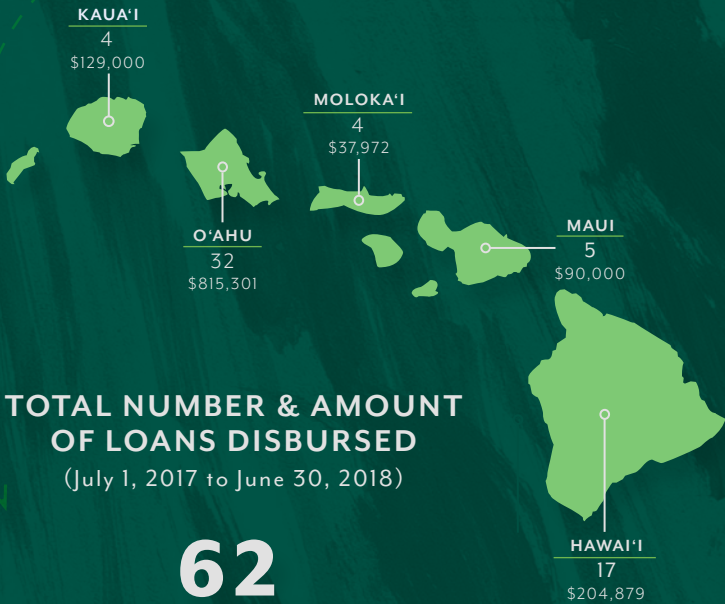 KAUA‘I
4
$129,000
MOLOKA‘I
4
$37,972
O‘AHU
32
$815,301
MAUI
5
$90,000
TOTAL NUMBER & AMOUNT
OF LOANS DISBURSED
(July 1, 2017 to June 30, 2018)
62
HAWAI‘I
17
$204,879